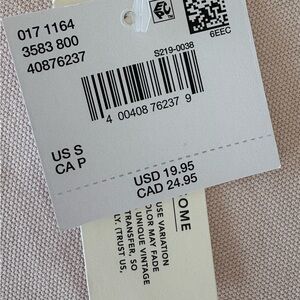 017 1164
3583 800
40876237
6EEC
S219-0038
4 00408 76237 9
US S
CA P
USD 19.95
CAD 24.95
OME
USE VARIATION
OLOR MAY FADE
UNIQUE VINTAGE
TRANSFER, SO
LY. (TRUST US,